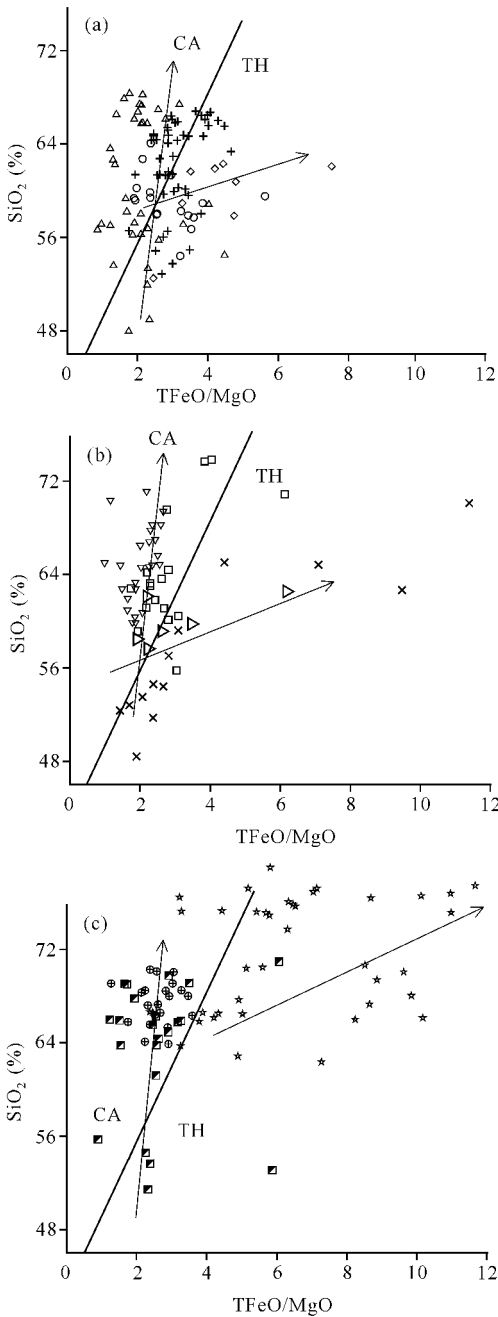 (a)
CA
TH
72
64
56
48
SiO₂ (%)
0 2 4 6 8 10 12
TFeO/MgO
(b)
CA
TH
72
64
56
48
SiO₂ (%)
0 2 4 6 8 10 12
TFeO/MgO
(c)
72
64
CA TH
56
48
SiO₂ (%)
0 2 4 6 8 10 12
TFeO/MgO